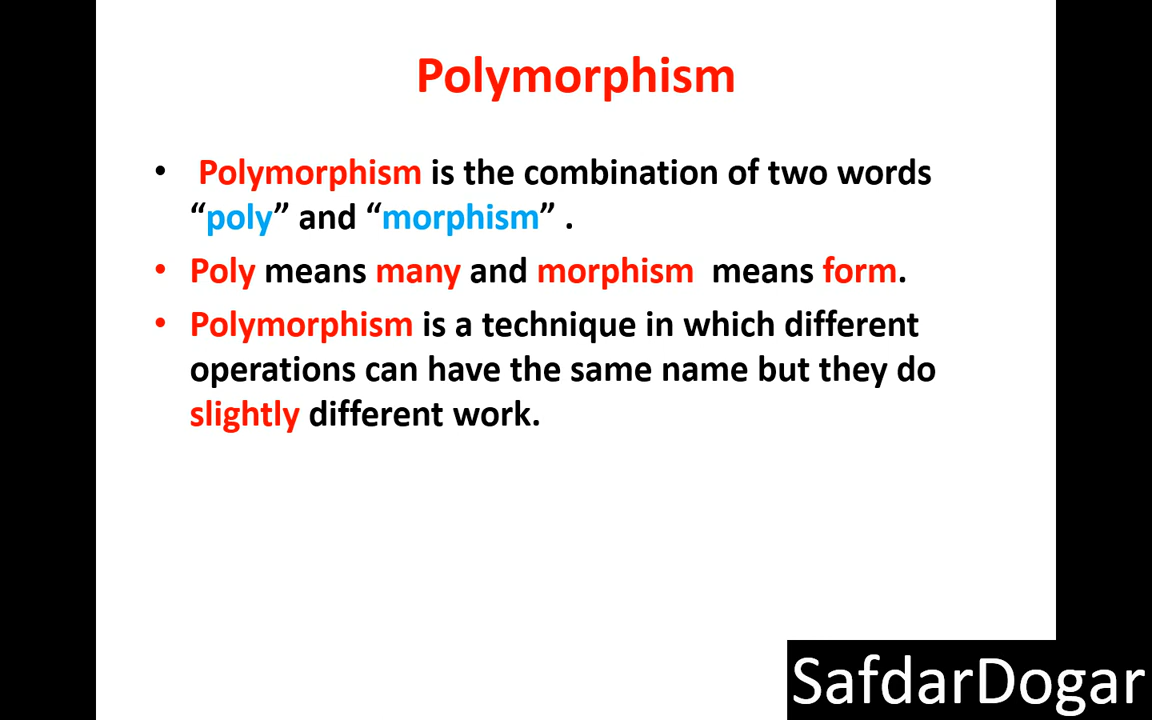 Polymorphism
• Polymorphism is the combination of two words
“poly” and “morphism” .
• Poly means many and morphism means form.
• Polymorphism is a technique in which different
operations can have the same name but they do
slightly different work.
SafdarDogar